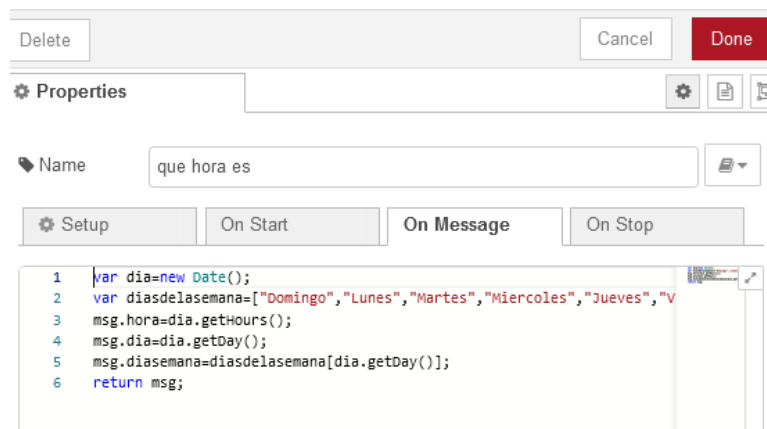 Delete
Cancel
Done
Properties
Name
que hora es
Setup
On Start
On Message
On Stop
1 var dia=new Date();
2 var diasdelasemana=["Domingo","Lunes","Martes","Miercoles","Jueves","V
3 msg.hora=dia.getHours();
4 msg.dia=dia.getDay();
5 msg.diasemana=diasdelasemana[dia.getDay()];
6 return msg;